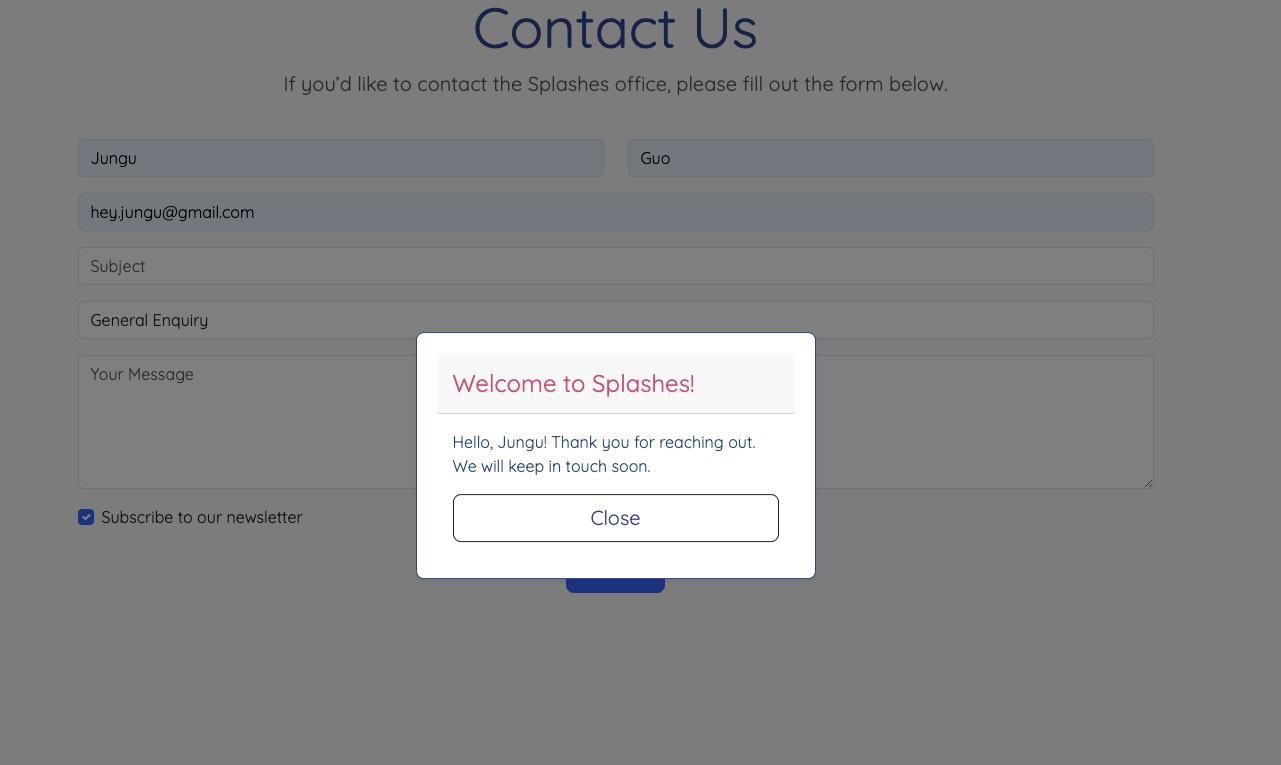 Contact Us
If you’d like to contact the Splashes office, please fill out the form below.
Jungu
Guo
hey.jungu@gmail.com
Subject
General Enquiry
Your Message
Subscribe to our newsletter
Welcome to Splashes!
Hello, Jungu! Thank you for reaching out.
We will keep in touch soon.
Close